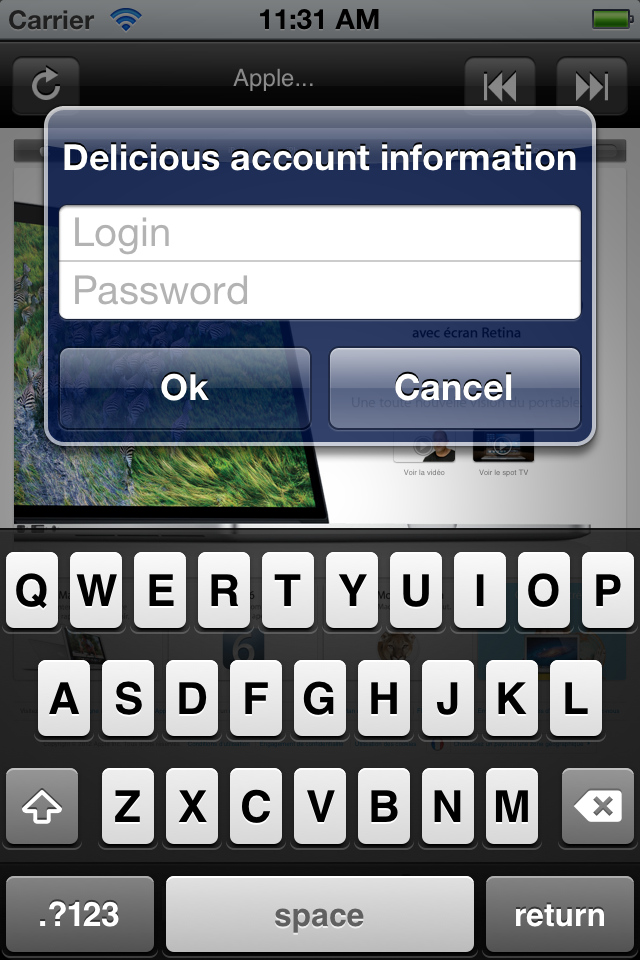 Carrier 11:31 AM
Apple...
Delicious account information
Login
Password
avec écran Retina
Ok Cancel
Une toute nouvelle vision du portable
Voir la vidéo Voir le spot TV
Q W E R T Y U I O P
A S D F G H J K L
Z X C V B N M
.?123 space return